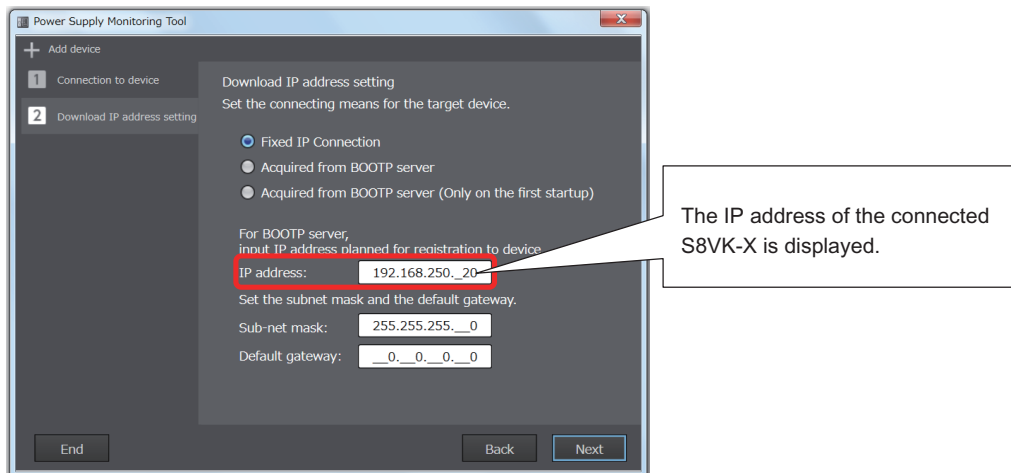 Power Supply Monitoring Tool
x
+ Add device
1 Connection to device
2 Download IP address setting
Download IP address setting
Set the connecting means for the target device.
Fixed IP Connection
Acquired from BOOTP server
Acquired from BOOTP server (Only on the first startup)
For BOOTP server,
input IP address planned for registration to device
IP address: 192.168.250._20
Set the subnet mask and the default gateway.
Sub-net mask: 255.255.255.__0
Default gateway: __0.__0.__0.__0
End
Back
Next
The IP address of the connected
S8VK-X is displayed.